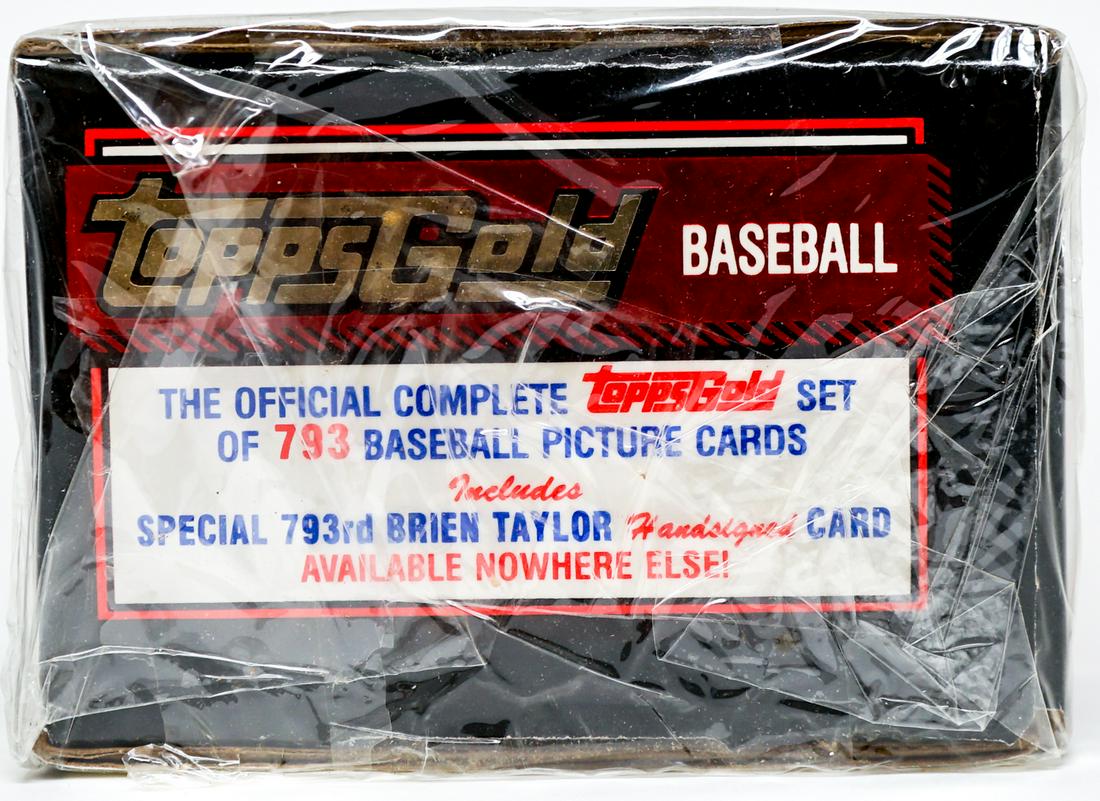 ToppsGold BASEBALL
THE OFFICIAL COMPLETE ToppsGold SET
OF 793 BASEBALL PICTURE CARDS
Includes
SPECIAL 793rd BRIEN TAYLOR Handsigned CARD
AVAILABLE NOWHERE ELSE!